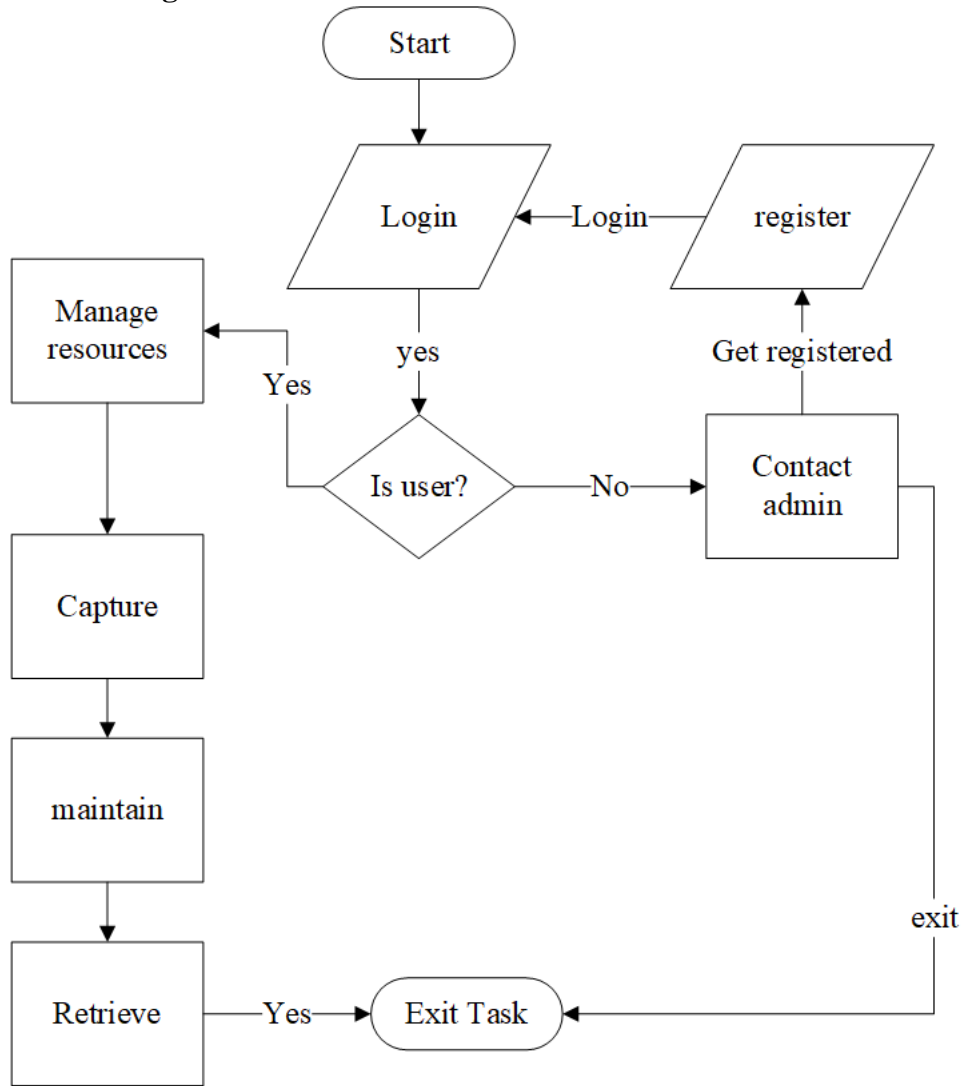 g
Start
Login
Login
register
Manage
resources
yes
Get registered
Yes
Is user?
No
Contact
admin
Capture
maintain
exit
Retrieve
Yes
Exit Task